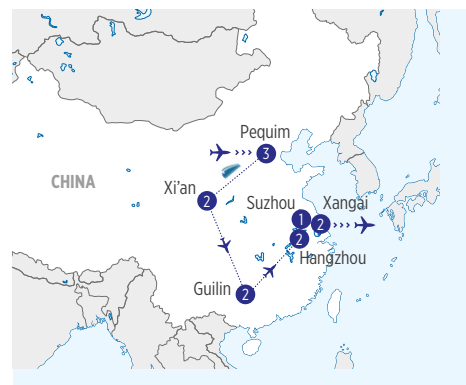 Pequim
3
CHINA
Xi'an
2
Suzhou
Xangai
1
2
2
Hangzhou
Guilin
2